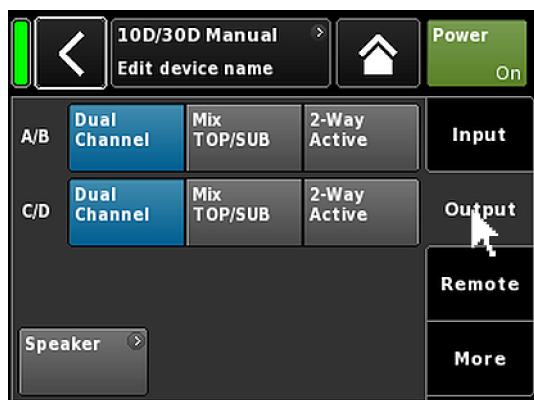 10D/30D Manual
Edit device name
Power
On
A/B
Dual
Channel
Mix
TOP/SUB
2-Way
Active
Input
C/D
Dual
Channel
Mix
TOP/SUB
2-Way
Active
Output
Remote
Speaker
More